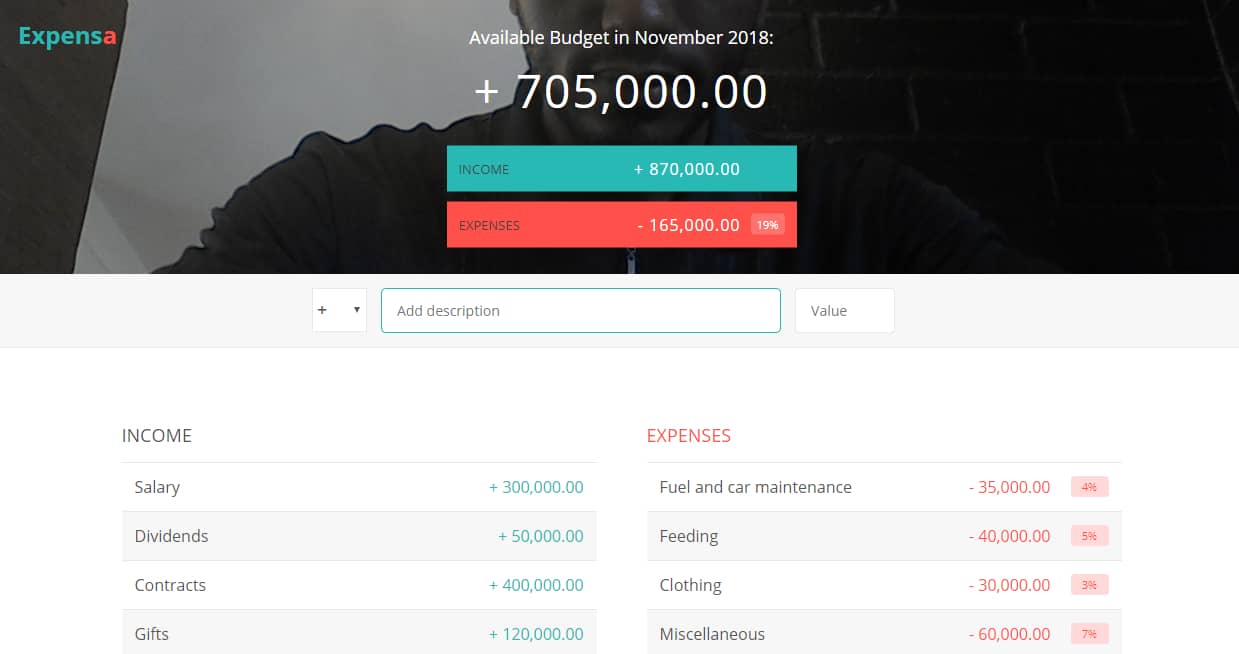 Expensa
Available Budget in November 2018:
+ 705,000.00
INCOME + 870,000.00
EXPENSES - 165,000.00 19%
+ ▼ Add description Value
INCOME
Salary + 300,000.00
Dividends + 50,000.00
Contracts + 400,000.00
Gifts + 120,000.00
EXPENSES
Fuel and car maintenance - 35,000.00 4%
Feeding - 40,000.00 5%
Clothing - 30,000.00 3%
Miscellaneous - 60,000.00 7%